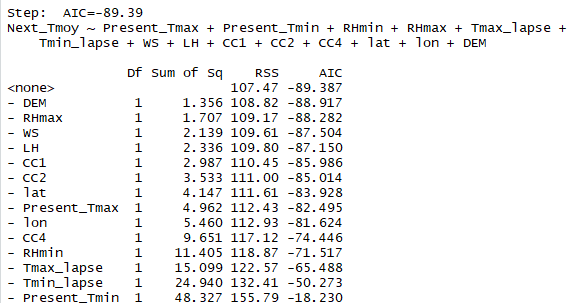 Step:  AIC=-89.39
Next_Tmoy ~ Present_Tmax + Present_Tmin + RHmin + RHmax + Tmax_lapse +
    Tmin_lapse + WS + LH + CC1 + CC2 + CC4 + lat + lon + DEM
               Df Sum of Sq    RSS     AIC
<none>                      107.47 -89.387
- DEM           1     1.356 108.82 -88.917
- RHmax         1     1.707 109.17 -88.282
- WS            1     2.139 109.61 -87.504
- LH            1     2.336 109.80 -87.150
- CC1           1     2.987 110.45 -85.986
- CC2           1     3.533 111.00 -85.014
- lat           1     4.147 111.61 -83.928
- Present_Tmax  1     4.962 112.43 -82.495
- lon           1     5.460 112.93 -81.624
- CC4           1     9.651 117.12 -74.446
- RHmin         1    11.405 118.87 -71.517
- Tmax_lapse    1    15.099 122.57 -65.488
- Tmin_lapse    1    24.940 132.41 -50.273
- Present_Tmin  1    48.327 155.79 -18.230